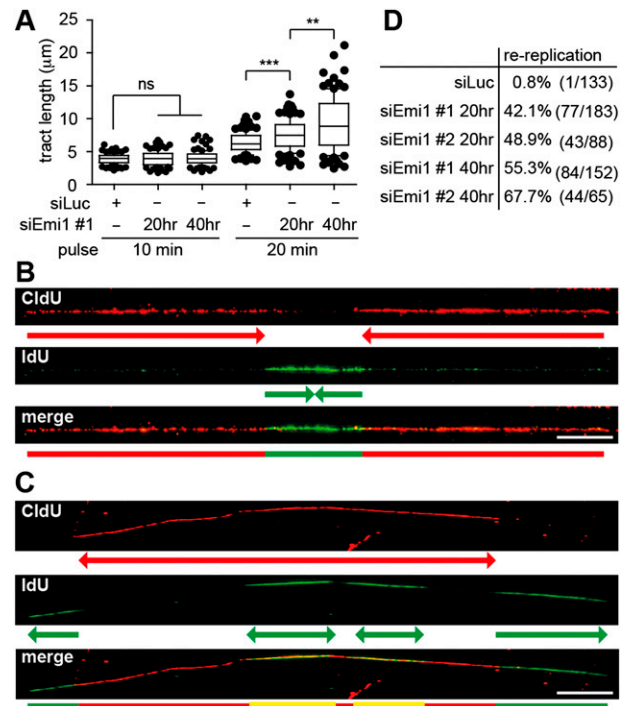 A
tract length (μm)
25
20
15
10
5
0
ns
***
**
siLuc + – – + – –
siEmi1 #1 – 20hr 40hr – 20hr 40hr
pulse 10 min 20 min
D
re-replication
siLuc 0.8% (1/133)
siEmi1 #1 20hr 42.1% (77/183)
siEmi1 #2 20hr 48.9% (43/88)
siEmi1 #1 40hr 55.3% (84/152)
siEmi1 #2 40hr 67.7% (44/65)
B
CldU
IdU
merge
C
CldU
IdU
merge